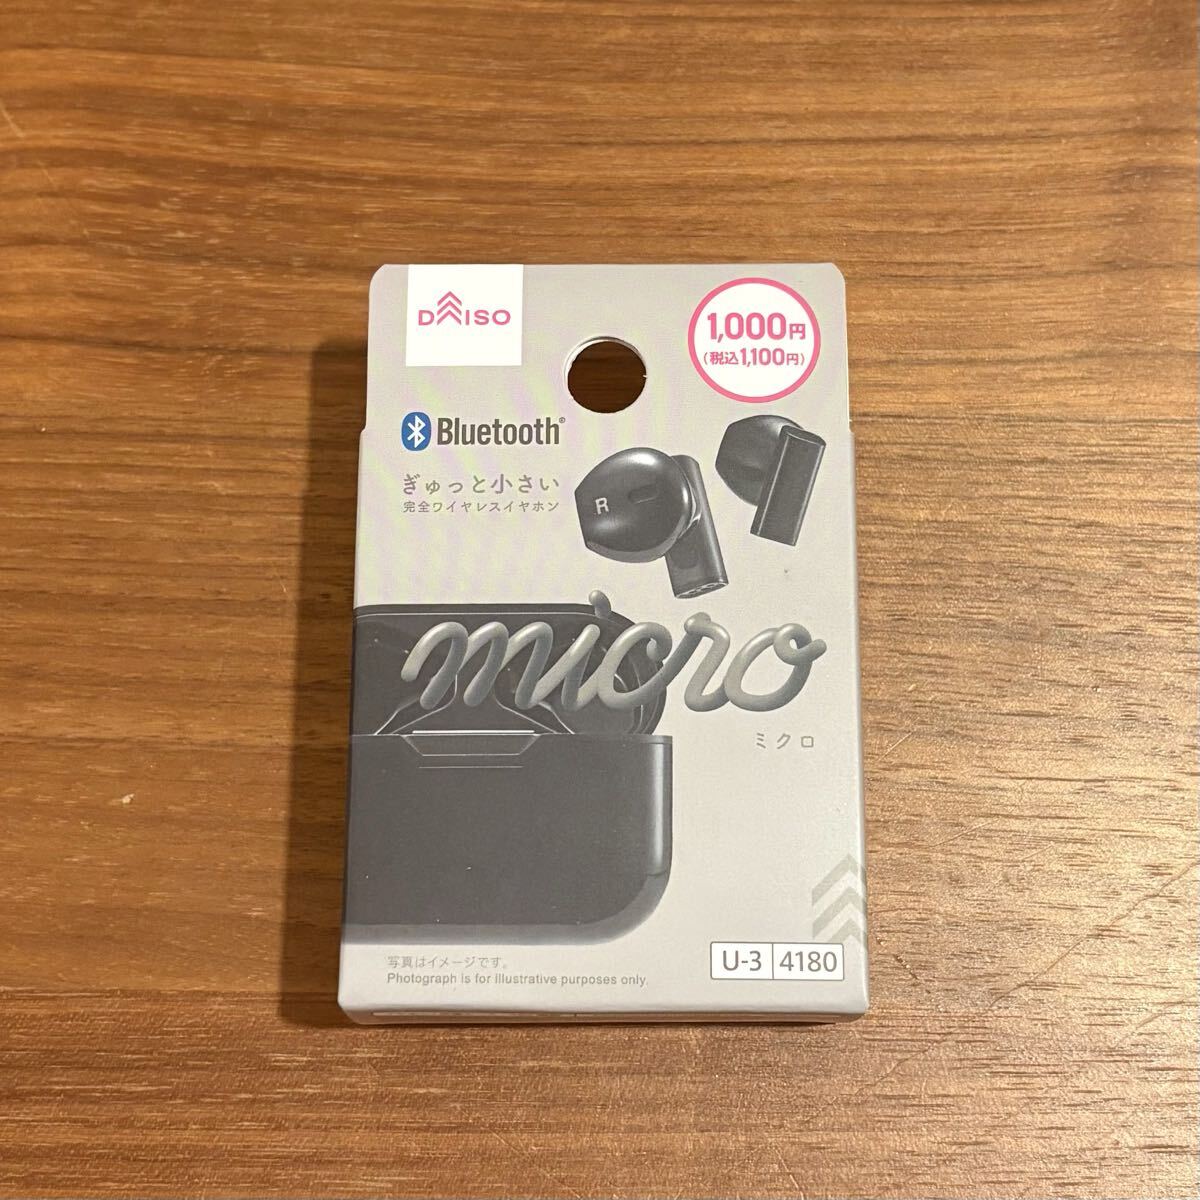 DAISO
1,000円
(税込1,100円)
Bluetooth®
ぎゅっと小さい
完全ワイヤレスイヤホン
R
micro
ミクロ
写真はイメージです。
Photograph is for illustrative purposes only.
U-3 4180